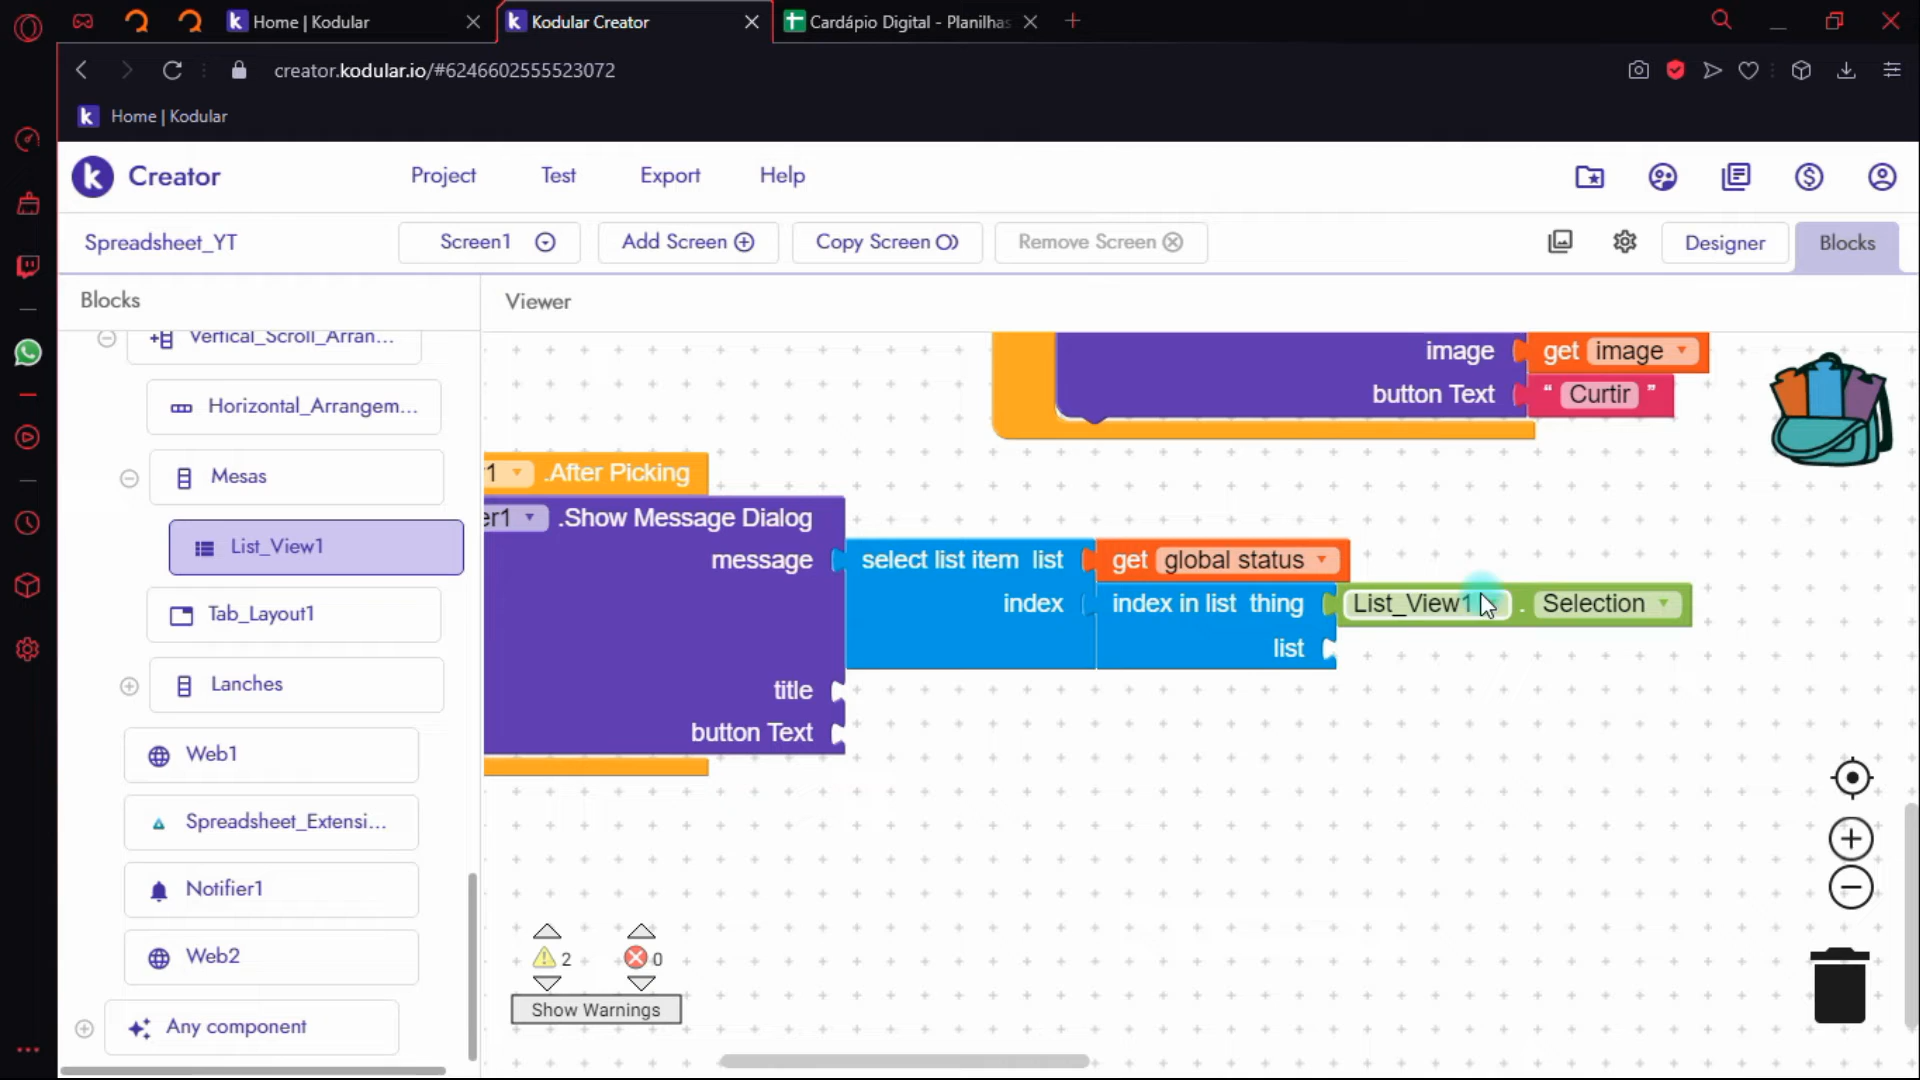 Home | Kodular
Kodular Creator
Cardápio Digital - Planilhas
creator.kodular.io/#6246602555523072
Home | Kodular
Creator
Project
Test
Export
Help
Spreadsheet_YT
Screen1
Add Screen
Copy Screen
Remove Screen
Designer
Blocks
Blocks
Viewer
Vertical_Scroll_Arran...
Horizontal_Arrangem...
Mesas
List_View1
Tab_Layout1
Lanches
Web1
Spreadsheet_Extensi...
Notifier1
Web2
Any component
image
get image
button Text
“ Curtir ”
1 .After Picking
er1 .Show Message Dialog
message
select list item list
get global status
index
index in list thing
List_View1 . Selection
list
title
button Text
2
0
Show Warnings